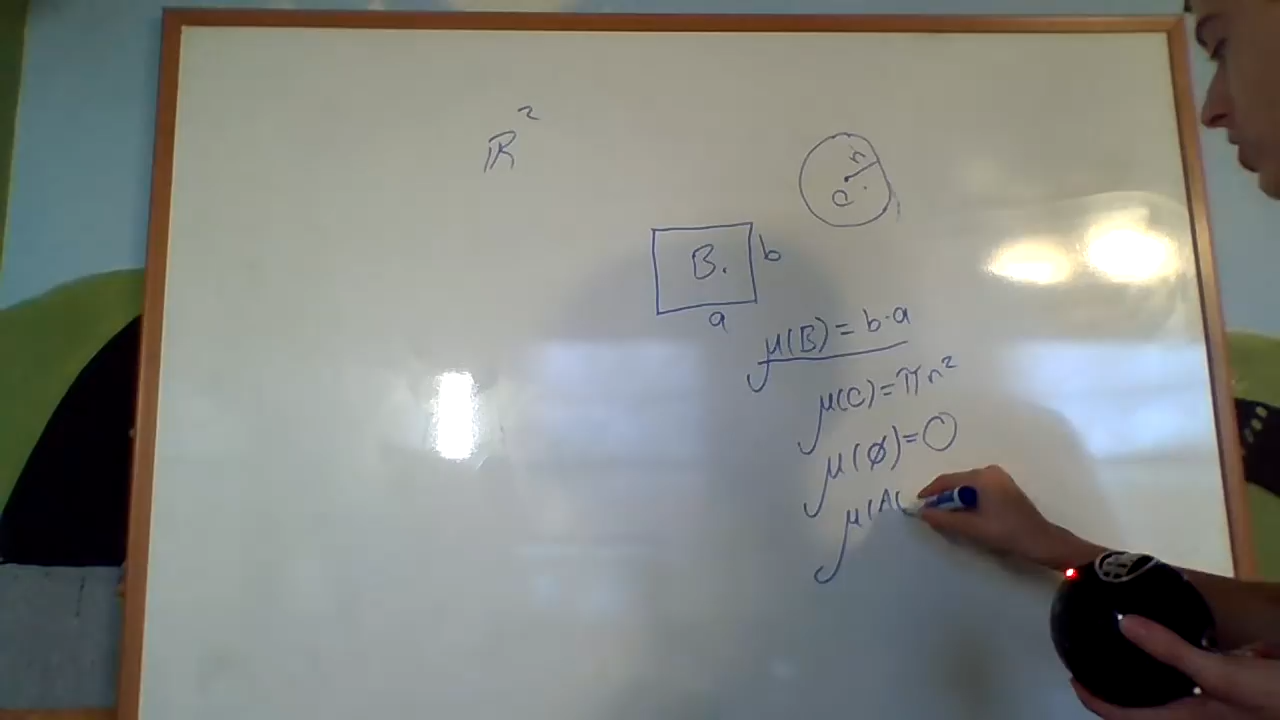 ℝ²
r
C.
B.
b
a
μ(B) = b·a
μ(C) = πr²
μ(∅) = 0
μ(A